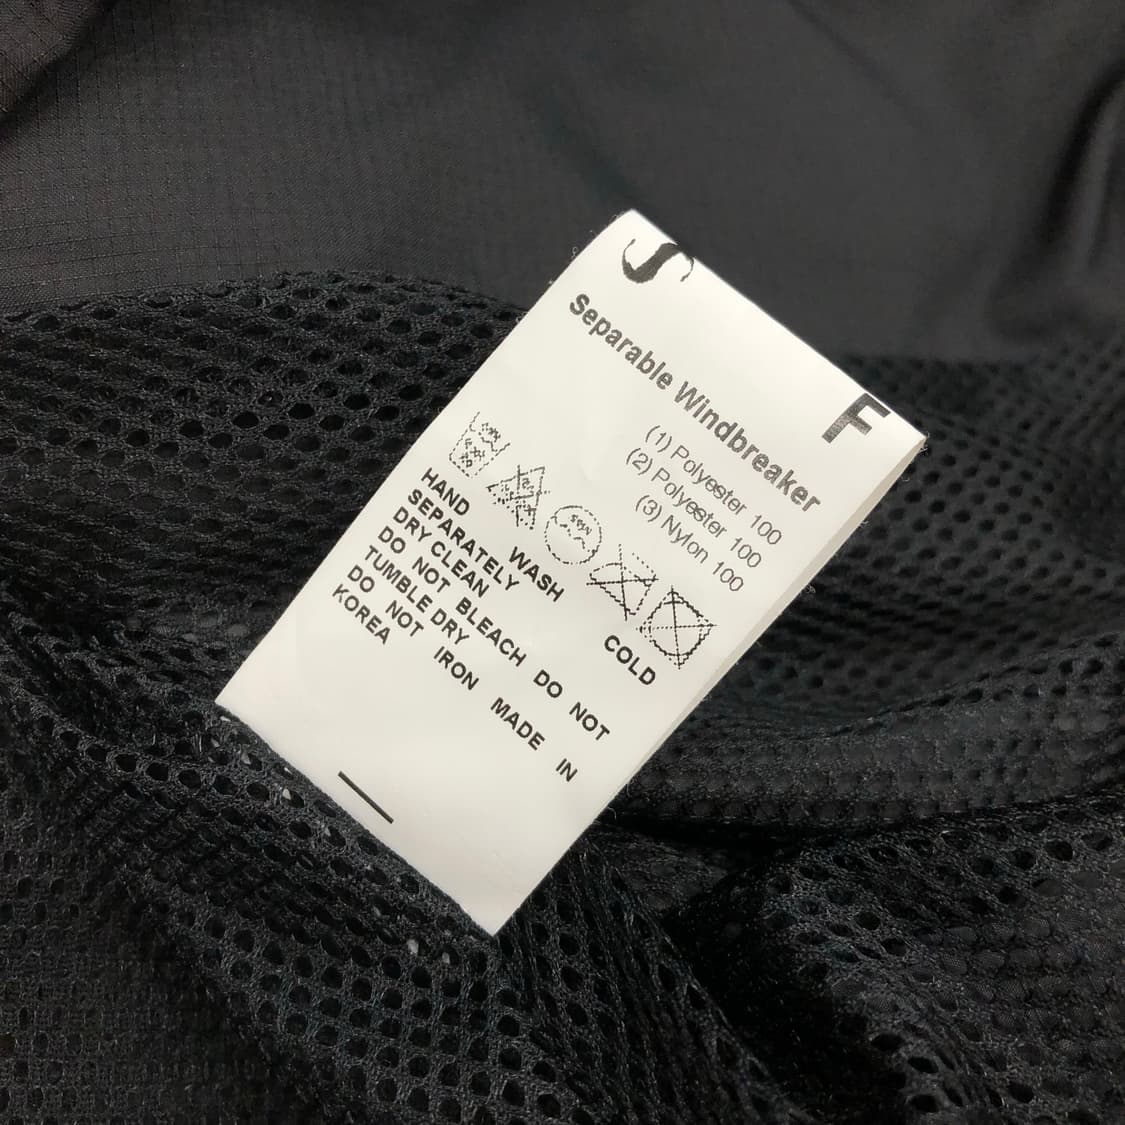 S
F
Separable Windbreaker
(1) Polyester 100
(2) Polyester 100
(3) Nylon 100
HAND WASH COLD
SEPARATELY
DRY CLEAN
DO NOT BLEACH DO NOT
TUMBLE DRY
DO NOT IRON MADE IN
KOREA